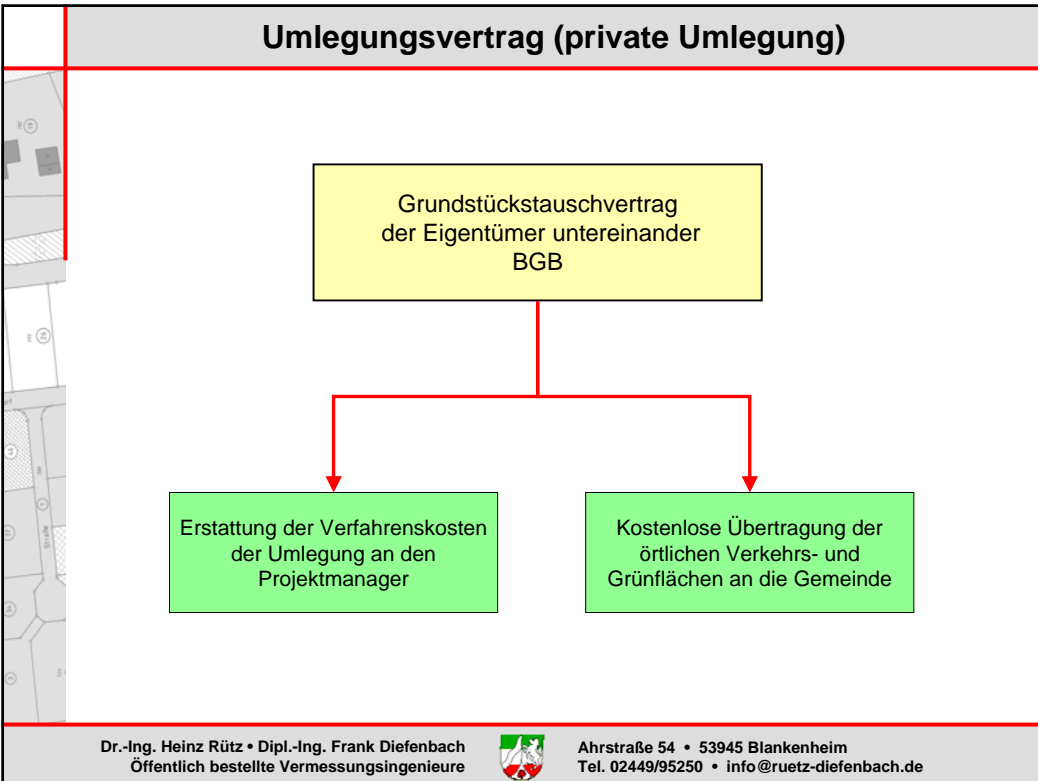 Umlegungsvertrag (private Umlegung)
Grundstückstauschvertrag
der Eigentümer untereinander
BGB
Erstattung der Verfahrenskosten
der Umlegung an den
Projektmanager
Kostenlose Übertragung der
örtlichen Verkehrs- und
Grünflächen an die Gemeinde
Straße
Dr.-Ing. Heinz Rütz • Dipl.-Ing. Frank Diefenbach
Öffentlich bestellte Vermessungsingenieure
Ahrstraße 54 • 53945 Blankenheim
Tel. 02449/95250 • info@ruetz-diefenbach.de